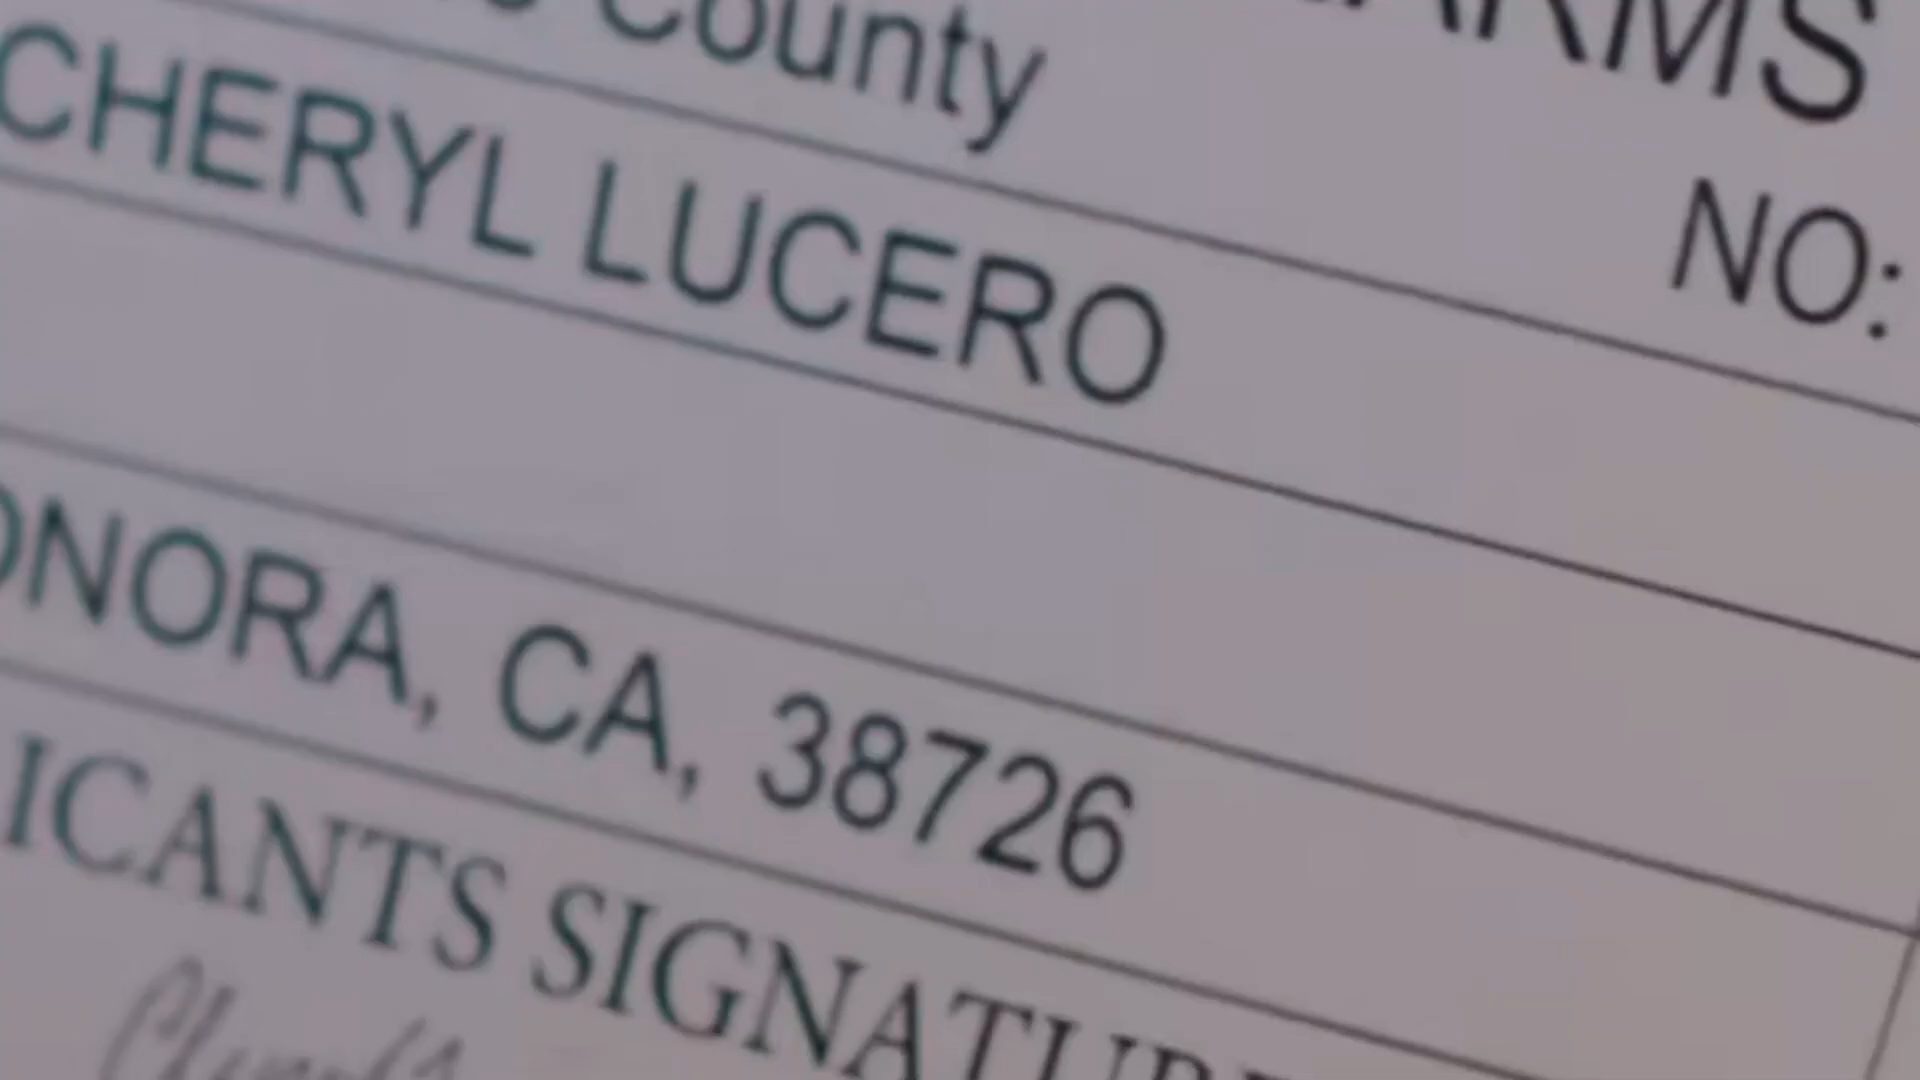 County
ARMS
NO:
CHERYL LUCERO
ONORA, CA, 38726
ICANTS SIGNATURE